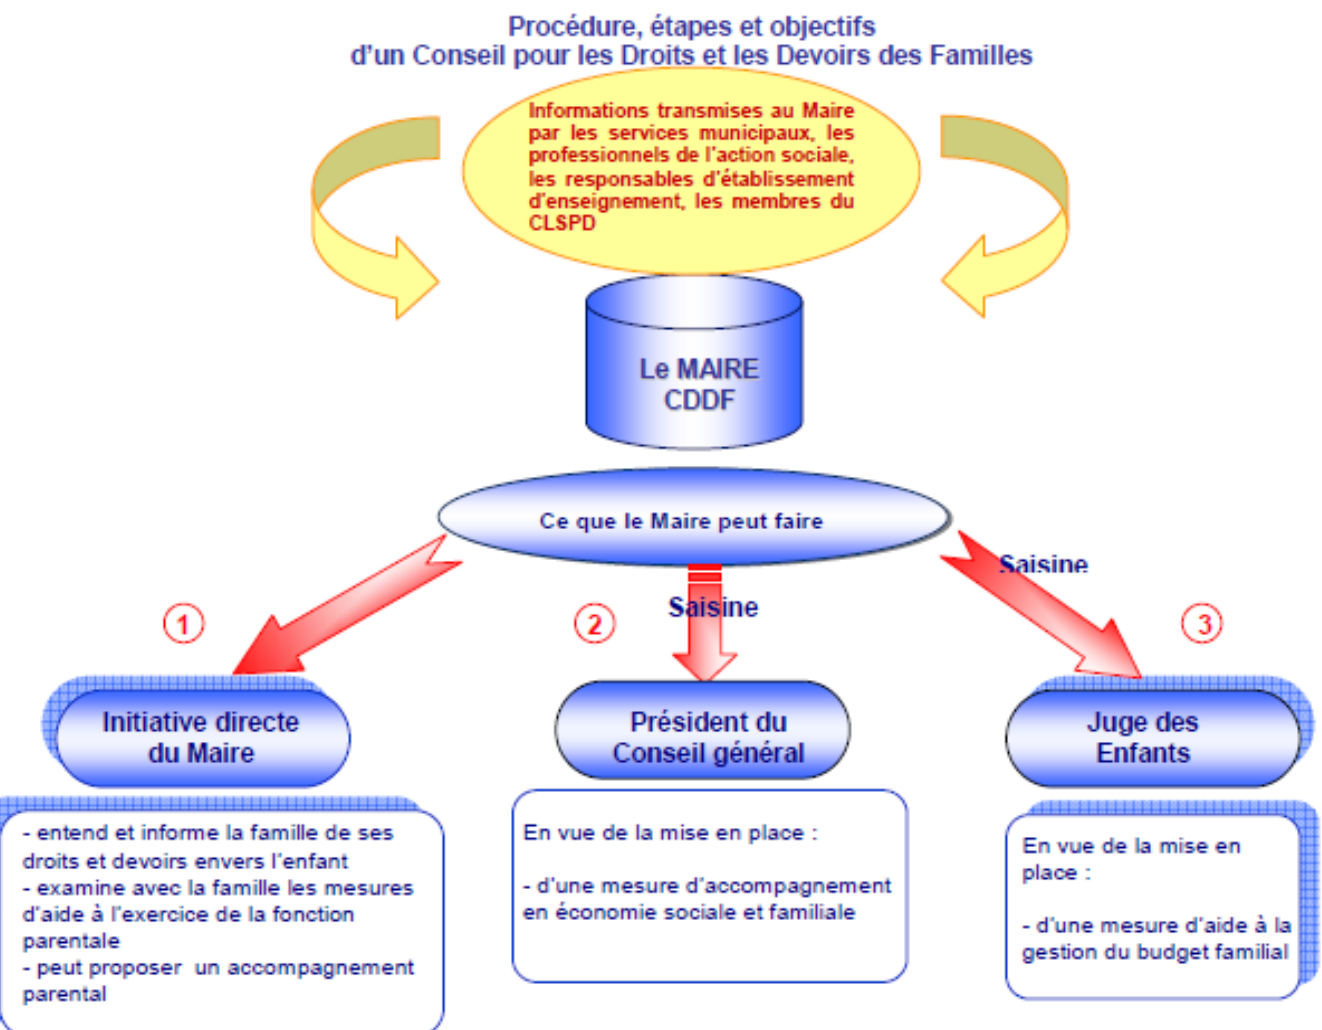 Procédure, étapes et objectifs
d'un Conseil pour les Droits et les Devoirs des Familles
Informations transmises au Maire
par les services municipaux, les
professionnels de l'action sociale,
les responsables d'établissement
d'enseignement, les membres du
CLSPD
Le MAIRE
CDDF
Ce que le Maire peut faire
Saisine
Saisine
1
2
3
Initiative directe
du Maire
- entend et informe la famille de ses
droits et devoirs envers l'enfant
- examine avec la famille les mesures
d'aide à l'exercice de la fonction
parentale
- peut proposer un accompagnement
parental
Président du
Conseil général
En vue de la mise en place :
- d'une mesure d'accompagnement
en économie sociale et familiale
Juge des
Enfants
En vue de la mise en
place :
- d'une mesure d'aide à la
gestion du budget familial